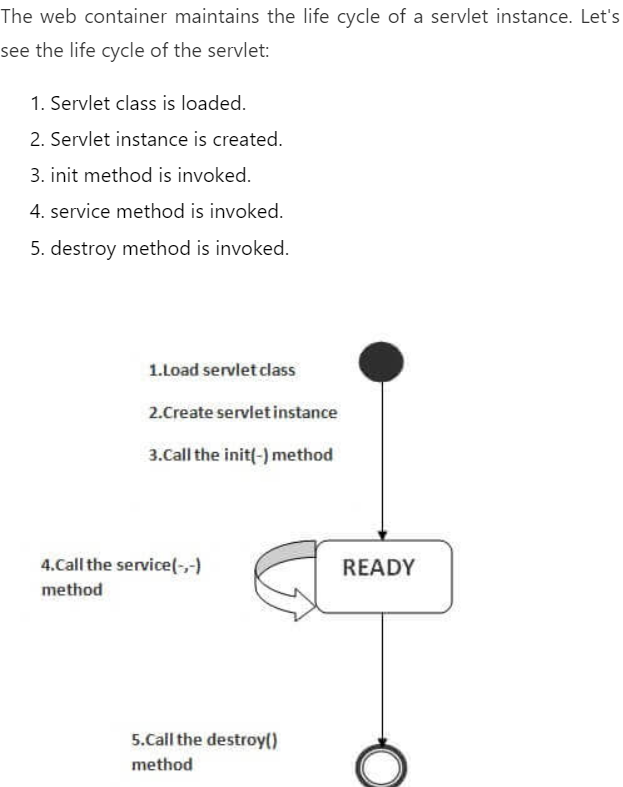 The web container maintains the life cycle of a servlet instance. Let's
see the life cycle of the servlet:
1. Servlet class is loaded.
2. Servlet instance is created.
3. init method is invoked.
4. service method is invoked.
5. destroy method is invoked.
1.Load servlet class
2.Create servlet instance
3.Call the init(-) method
4.Call the service(-,-)
method
READY
5.Call the destroy()
method